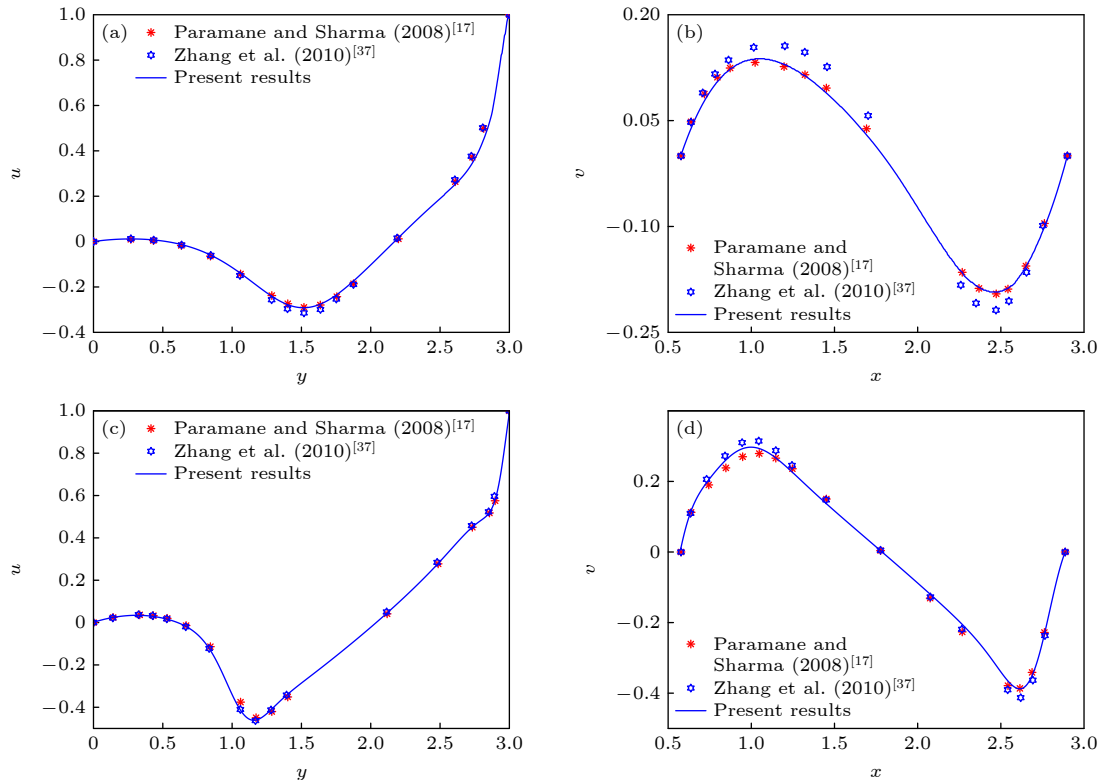 (a)
Paramane and Sharma (2008)[17]
Zhang et al. (2010)[37]
Present results
1.0
0.8
0.6
0.4
0.2
0
−0.2
−0.4
u
0
0.5
1.0
1.5
2.0
2.5
3.0
y
(b)
0.20
0.05
−0.10
−0.25
v
Paramane and
Sharma (2008)[17]
Zhang et al. (2010)[37]
Present results
0.5
1.0
1.5
2.0
2.5
3.0
x
(c)
Paramane and Sharma (2008)[17]
Zhang et al. (2010)[37]
Present results
1.0
0.8
0.6
0.4
0.2
0
−0.2
−0.4
u
0
0.5
1.0
1.5
2.0
2.5
3.0
y
(d)
0.2
0
−0.2
−0.4
v
Paramane and
Sharma (2008)[17]
Zhang et al. (2010)[37]
Present results
0.5
1.0
1.5
2.0
2.5
3.0
x